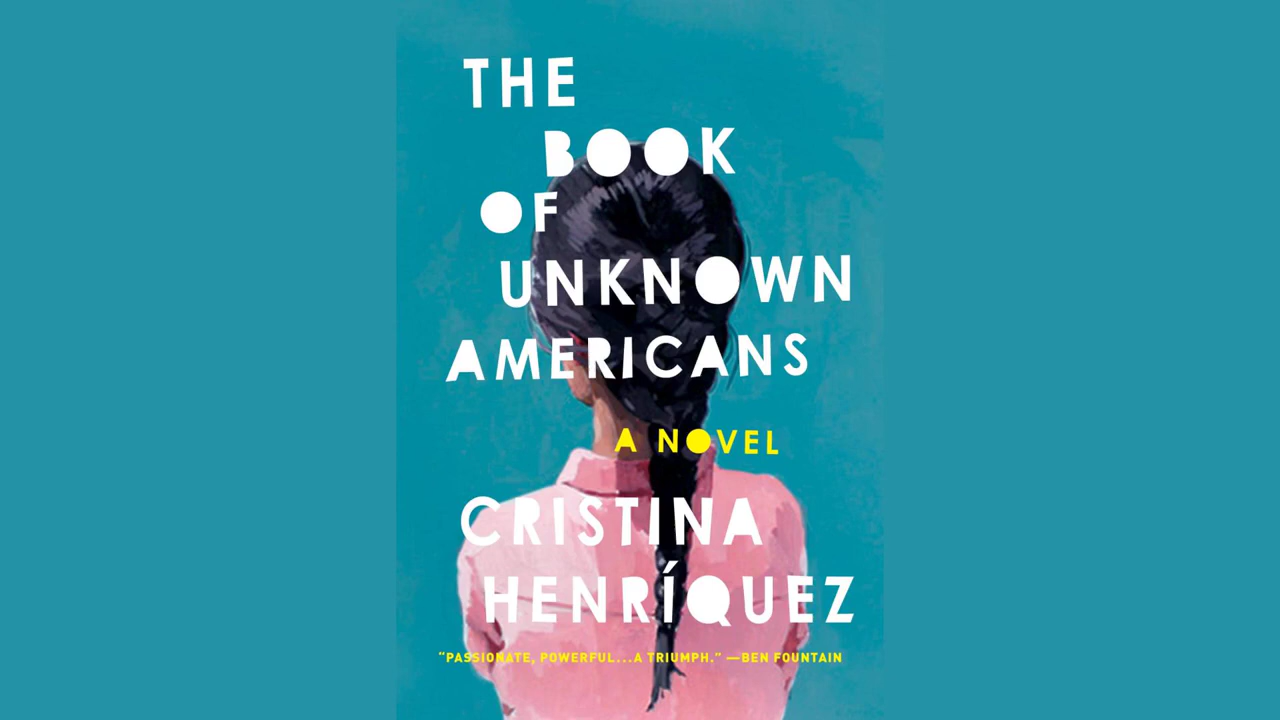 THE
BOOK
OF
UNKNOWN
AMERICANS
A NOVEL
CRISTINA
HENRÍQUEZ
“PASSIONATE, POWERFUL...A TRIUMPH.” —BEN FOUNTAIN